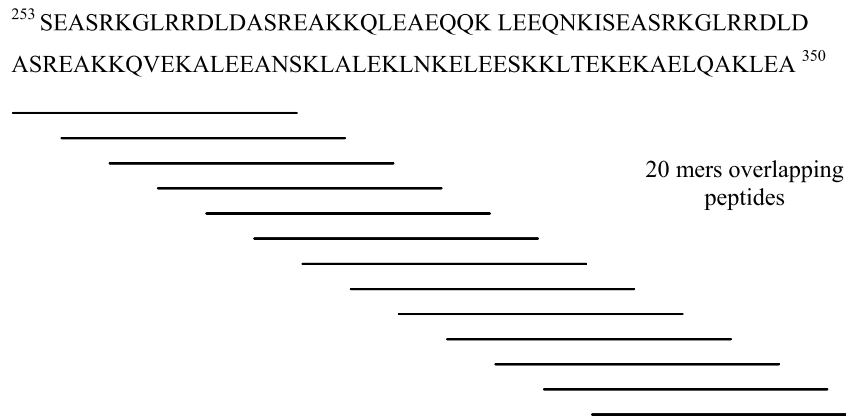 253 SEASRKGLRRDLDASREAKKQLEAEQQK LEEQNKISEASRKGLRRDLD
ASREAKKQVEKALEEANSKLALEKLNKELEESKKLTEKEKAELQAKLEA 350
20 mers overlapping
peptides